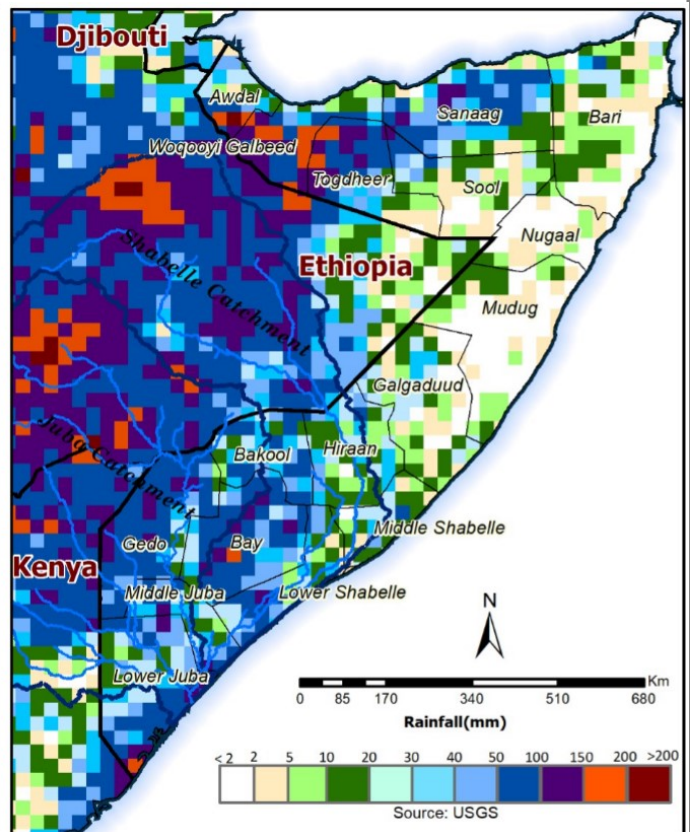 Djibouti
Awdal
Sanaag
Bari
Woqooyi Galbeed
Togdheer
Sool
Nugaal
Shabelle Catchment
Ethiopia
Mudug
Galgaduud
Juba Catchment
Bakool
Hiraan
Gedo
Bay
Middle Shabelle
Kenya
Middle Juba
Lower Shabelle
Lower Juba
N
Km
0 85 170 340 510 680
Rainfall(mm)
< 2 2 5 10 20 30 40 50 100 150 200 >200
Source: USGS